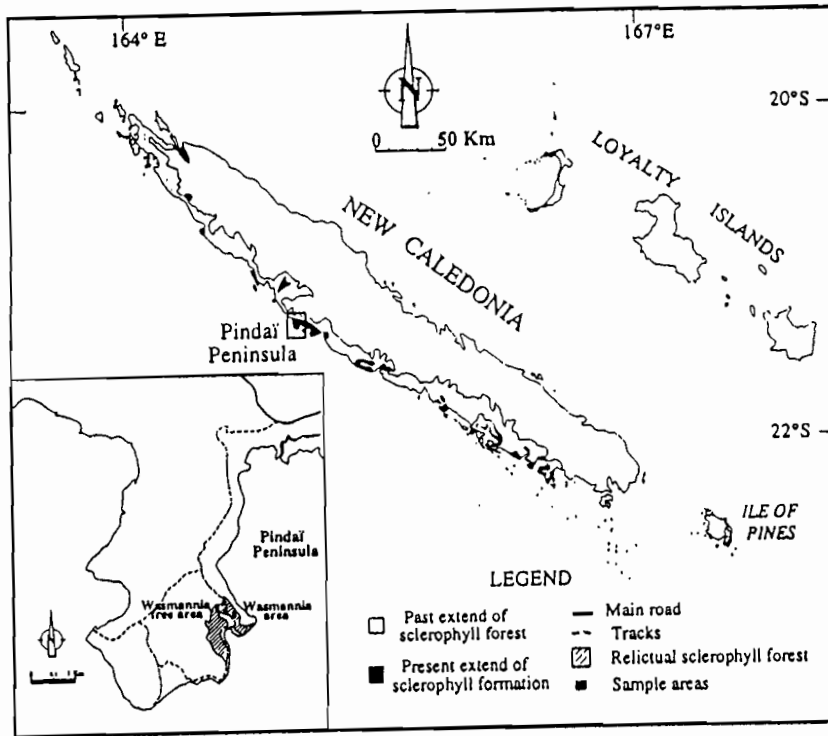 164° E
167°E
20°S
N
0 50 Km
LOYALTY ISLANDS
NEW CALEDONIA
Pindaï
Peninsula
22°S
ILE OF
PINES
Pindaï
Peninsula
Wasmannia
free area
Wasmannia
area
N
LEGEND
Past extend of
sclerophyll forest
Present extend of
sclerophyll formation
Main road
Tracks
Relictual sclerophyll forest
Sample areas